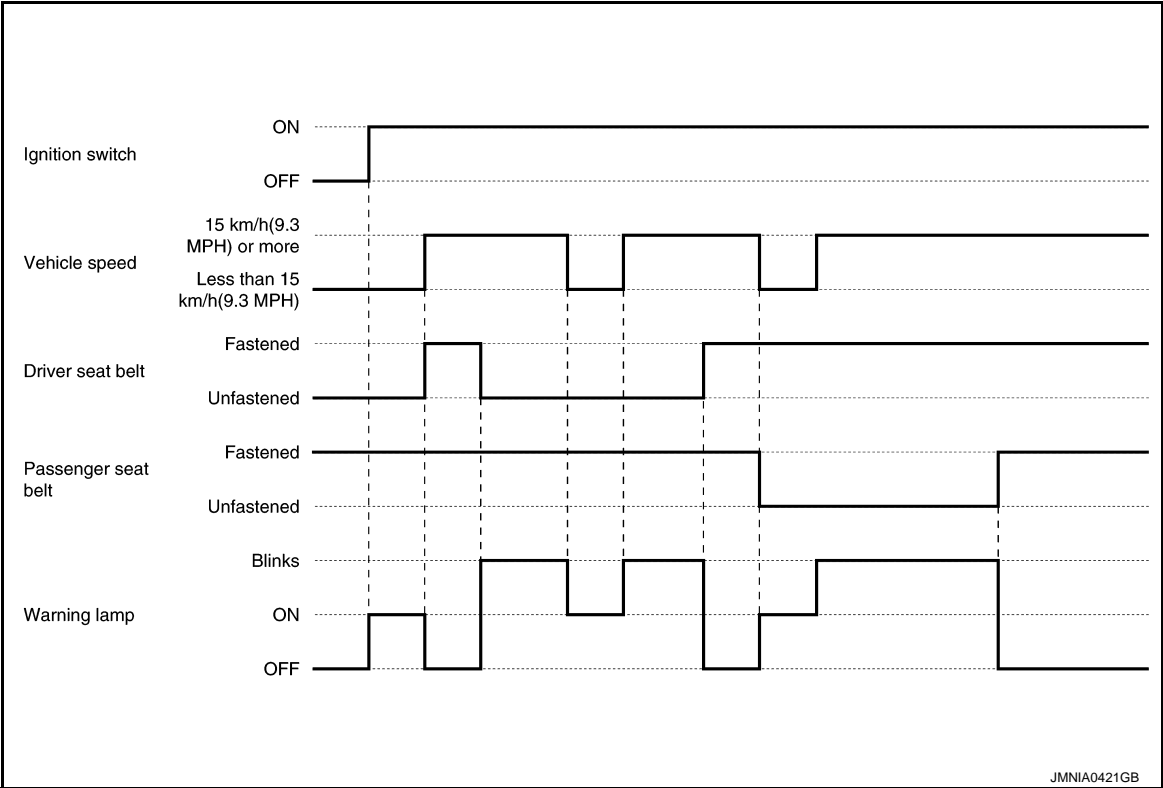 ON
Ignition switch
OFF
15 km/h(9.3
MPH) or more
Vehicle speed
Less than 15
km/h(9.3 MPH)
Fastened
Driver seat belt
Unfastened
Fastened
Passenger seat
belt
Unfastened
Blinks
Warning lamp
ON
OFF
JMNIA0421GB